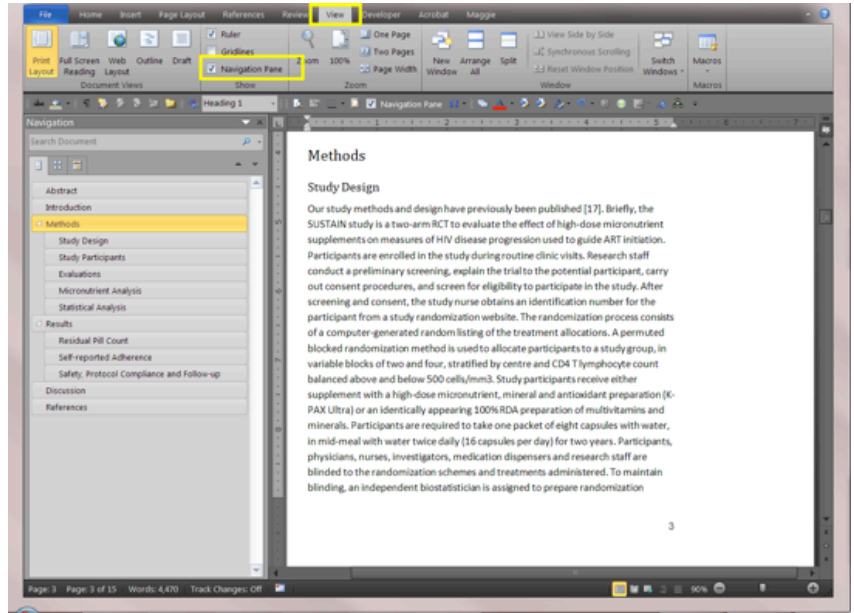 File Home Insert Page Layout References Review View Developer Acrobat Maggie
Print Layout
Full Screen Reading
Web Layout
Outline
Draft
Document Views
Ruler
Gridlines
Navigation Pane
Show
Zoom
100%
One Page
Two Pages
Page Width
Zoom
New Window
Arrange All
Split
View Side by Side
Synchronous Scrolling
Reset Window Position
Switch Windows
Window
Macros
Macros
Heading 1
Navigation Pane
Navigation
Search Document
Abstract
Introduction
Methods
Study Design
Study Participants
Evaluations
Micronutrient Analysis
Statistical Analysis
Results
Residual Pill Count
Self-reported Adherence
Safety, Protocol Compliance and Follow-up
Discussion
References
Methods
Study Design
Our study methods and design have previously been published [17]. Briefly, the
SUSTAIN study is a two-arm RCT to evaluate the effect of high-dose micronutrient
supplements on measures of HIV disease progression used to guide ART initiation.
Participants are enrolled in the study during routine clinic visits. Research staff
conduct a preliminary screening, explain the trial to the potential participant, carry
out consent procedures, and screen for eligibility to participate in the study. After
screening and consent, the study nurse obtains an identification number for the
participant from a study randomization website. The randomization process consists
of a computer-generated random listing of the treatment allocations. A permuted
blocked randomization method is used to allocate participants to a study group, in
variable blocks of two and four, stratified by centre and CD4 T lymphocyte count
balanced above and below 500 cells/mm3. Study participants receive either
supplement with a high-dose micronutrient, mineral and antioxidant preparation (K-
PAX Ultra) or an identically appearing 100% RDA preparation of multivitamins and
minerals. Participants are required to take one packet of eight capsules with water,
in mid-meal with water twice daily (16 capsules per day) for two years. Participants,
physicians, nurses, investigators, medication dispensers and research staff are
blinded to the randomization schemes and treatments administered. To maintain
blinding, an independent biostatistician is assigned to prepare randomization
3
Page: 3 Page: 3 of 15 Words: 4,470 Track Changes: Off
90%